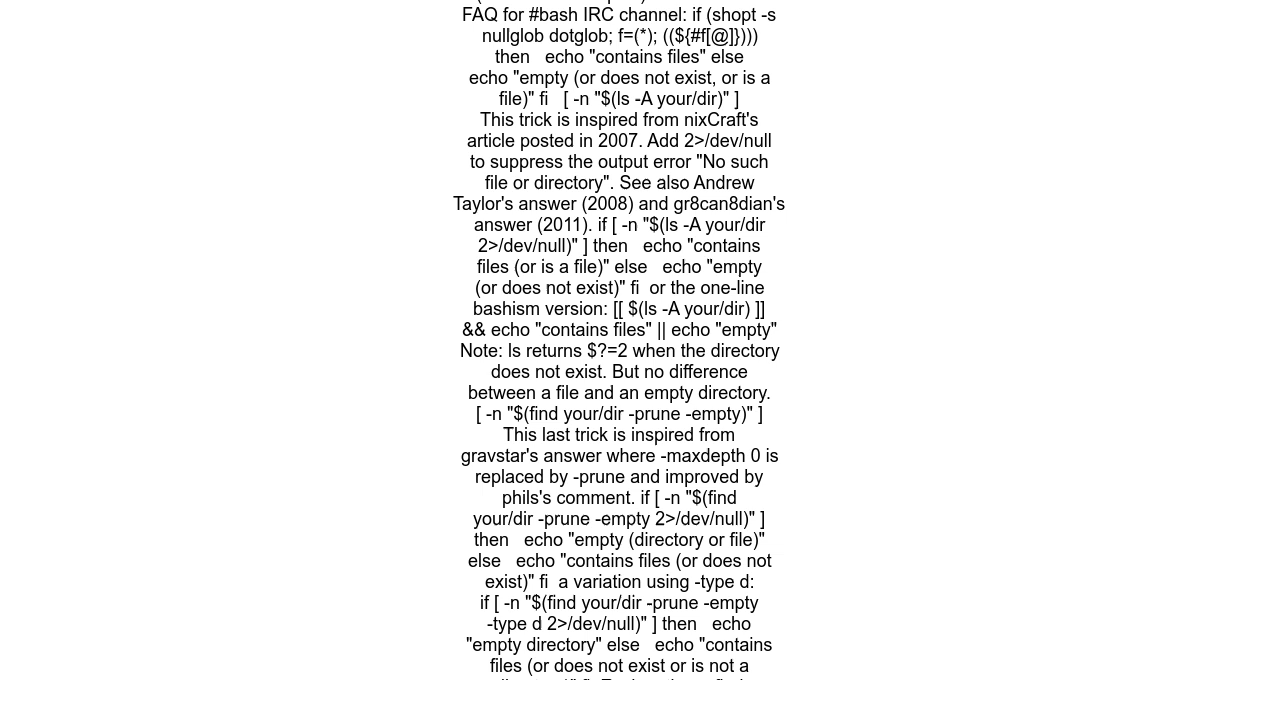 FAQ for #bash IRC channel: if (shopt -s
nullglob dotglob; f=(*); ((${#f[@]})))
then   echo "contains files" else
echo "empty (or does not exist, or is a
file)" fi   [ -n "$(ls -A your/dir)" ]
This trick is inspired from nixCraft's
article posted in 2007. Add 2>/dev/null
to suppress the output error "No such
file or directory". See also Andrew
Taylor's answer (2008) and gr8can8dian's
answer (2011). if [ -n "$(ls -A your/dir
2>/dev/null)" ] then   echo "contains
files (or is a file)" else   echo "empty
(or does not exist)" fi  or the one-line
bashism version: [[ $(ls -A your/dir) ]]
&& echo "contains files" || echo "empty"
Note: ls returns $?=2 when the directory
does not exist. But no difference
between a file and an empty directory.
[ -n "$(find your/dir -prune -empty)" ]
This last trick is inspired from
gravstar's answer where -maxdepth 0 is
replaced by -prune and improved by
phils's comment. if [ -n "$(find
your/dir -prune -empty 2>/dev/null)" ]
then   echo "empty (directory or file)"
else   echo "contains files (or does not
exist)" fi  a variation using -type d:
if [ -n "$(find your/dir -prune -empty
-type d 2>/dev/null)" ] then   echo
"empty directory" else   echo "contains
files (or does not exist or is not a